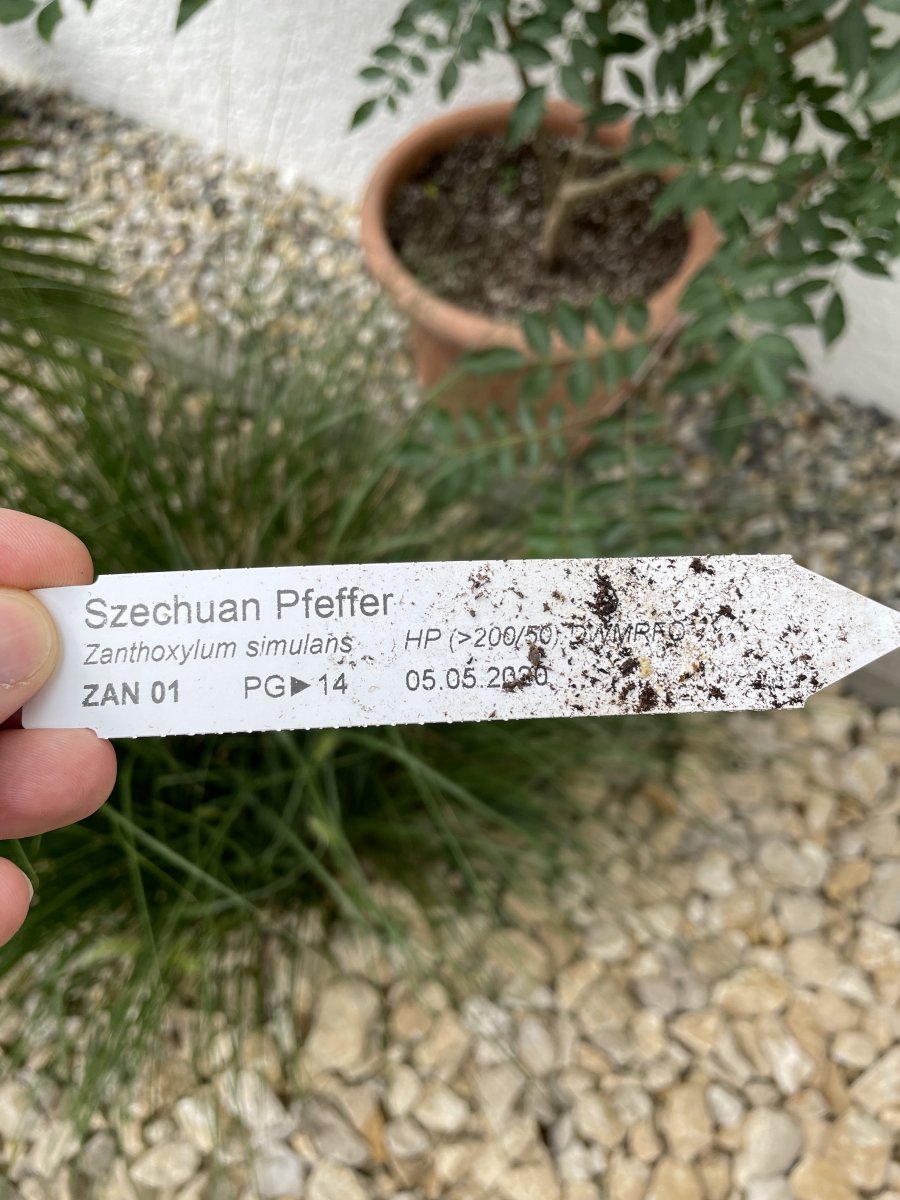 Szechuan Pfeffer
Zanthoxylum simulans HP (>200/50)
ZAN 01 PG►14 05.05.2020